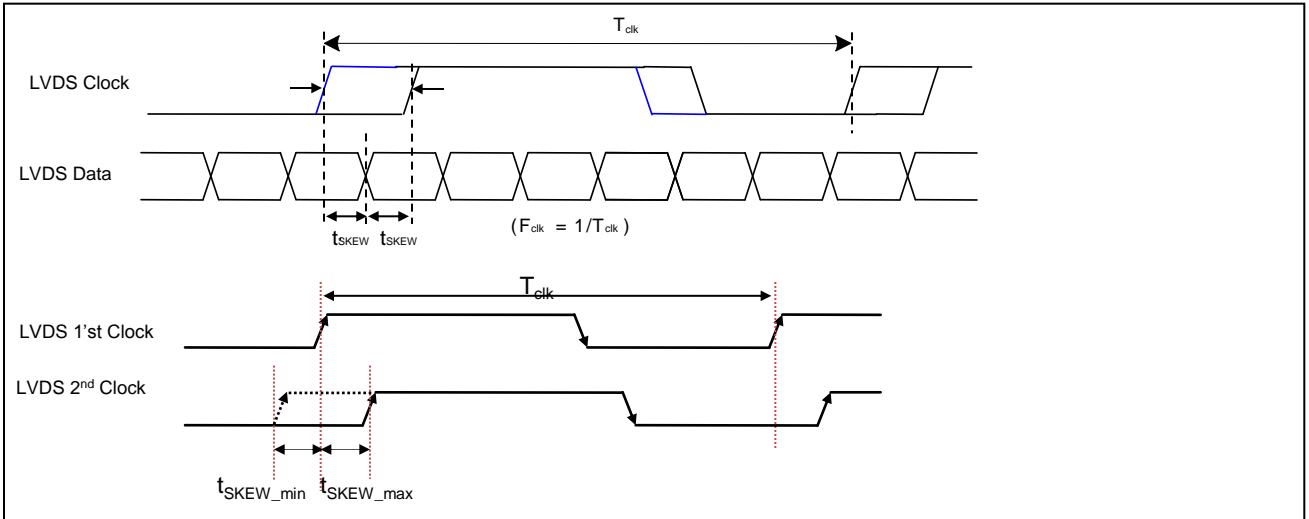 Tclk
LVDS Clock
LVDS Data
tSKEW tSKEW
(Fclk = 1/Tclk )
Tclk
LVDS 1'st Clock
LVDS 2nd Clock
tSKEW_min tSKEW_max